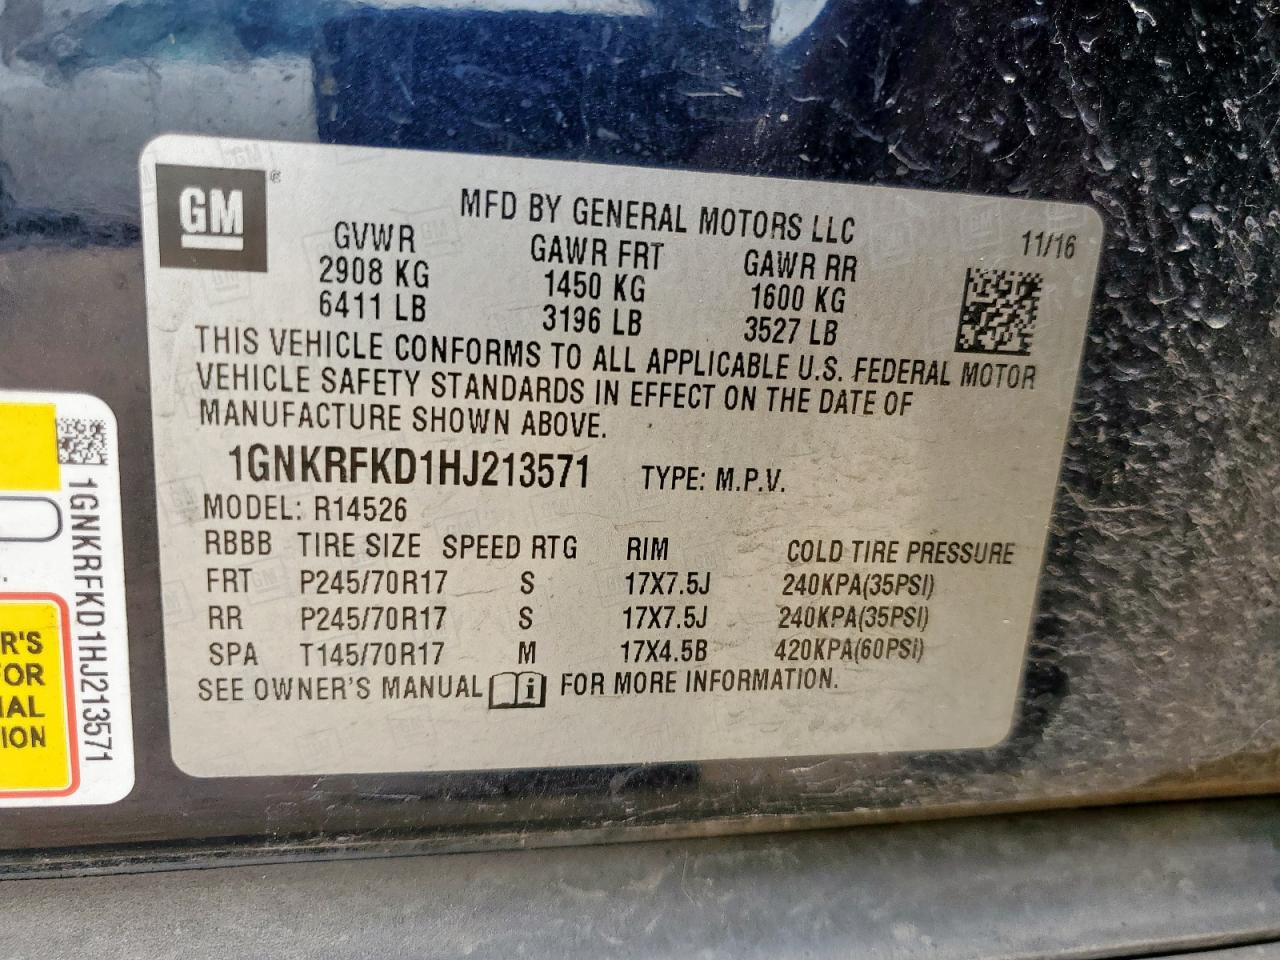 GM
MFD BY GENERAL MOTORS LLC
11/16
GVWR GAWR FRT GAWR RR
2908 KG 1450 KG 1600 KG
6411 LB 3196 LB 3527 LB
THIS VEHICLE CONFORMS TO ALL APPLICABLE U.S. FEDERAL MOTOR
VEHICLE SAFETY STANDARDS IN EFFECT ON THE DATE OF
MANUFACTURE SHOWN ABOVE.
1GNKRFKD1HJ213571 TYPE: M.P.V.
MODEL: R14526
RBBB TIRE SIZE SPEED RTG RIM COLD TIRE PRESSURE
FRT P245/70R17 S 17X7.5J 240KPA(35PSI)
RR P245/70R17 S 17X7.5J 240KPA(35PSI)
SPA T145/70R17 M 17X4.5B 420KPA(60PSI)
SEE OWNER'S MANUAL i FOR MORE INFORMATION.
1GNKRFKD1HJ213571
R'S
FOR
IAL
ION